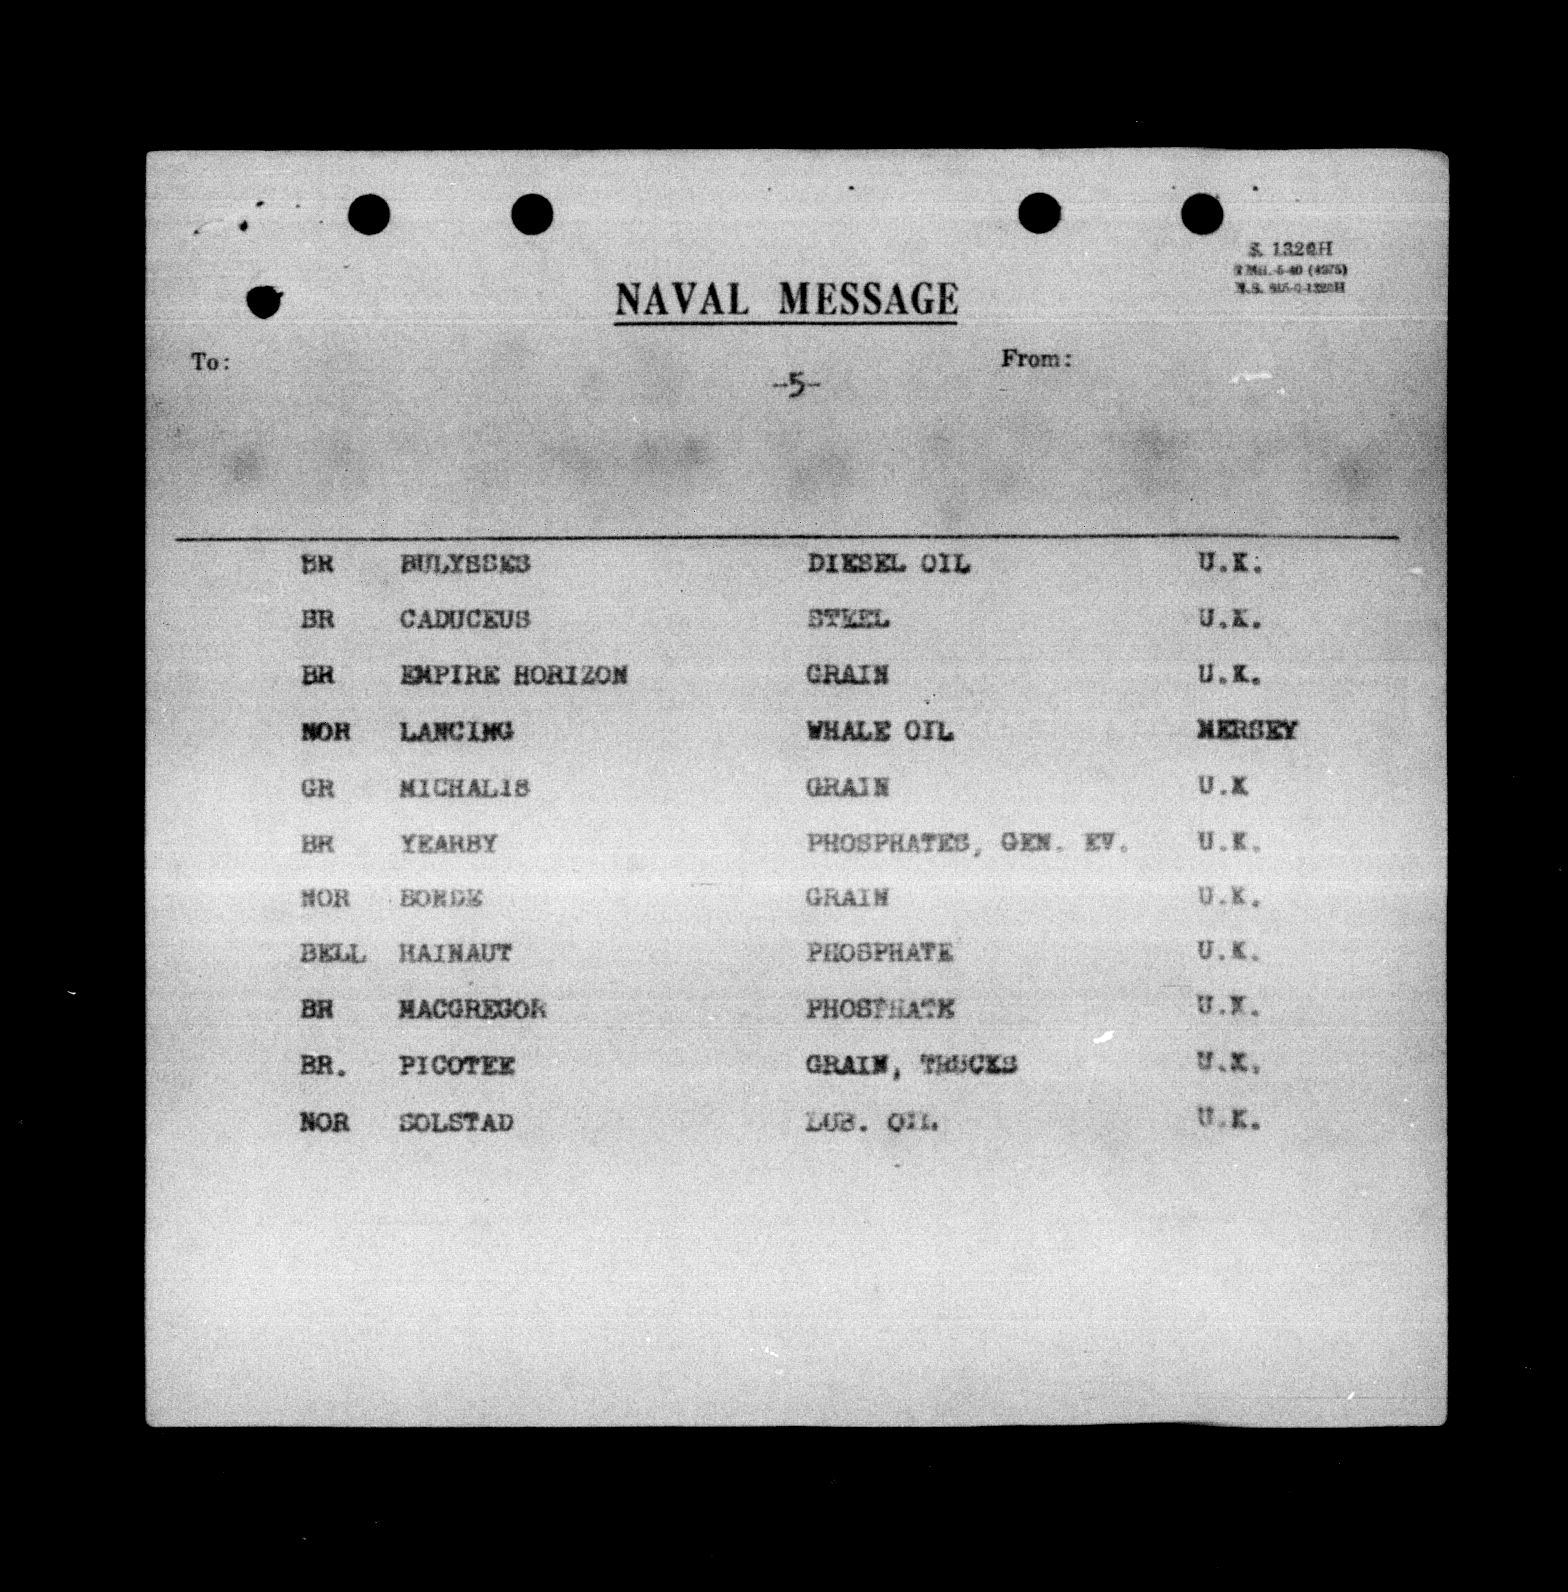 S. 1320H
NAVAL MESSAGE
To: From:
-5-
BR BULYSSES DIESEL OIL U.K.
BR CADUCEUS STEEL U.K.
BR EMPIRE HORIZON GRAIN U.K.
NOR LANCING WHALE OIL MERSEY
GR MICHALIS GRAIN U.K
BR YEARBY PHOSPHATES, GEN. EV. U.K.
NOR BONDE GRAIN U.K.
BELL HAINAUT PHOSPHATE U.K.
BR MACGREGOR PHOSPHATE U.K.
BR. PICOTEE GRAIN, TRUCKS U.K.
NOR SOLSTAD LUB. OIL. U.K.